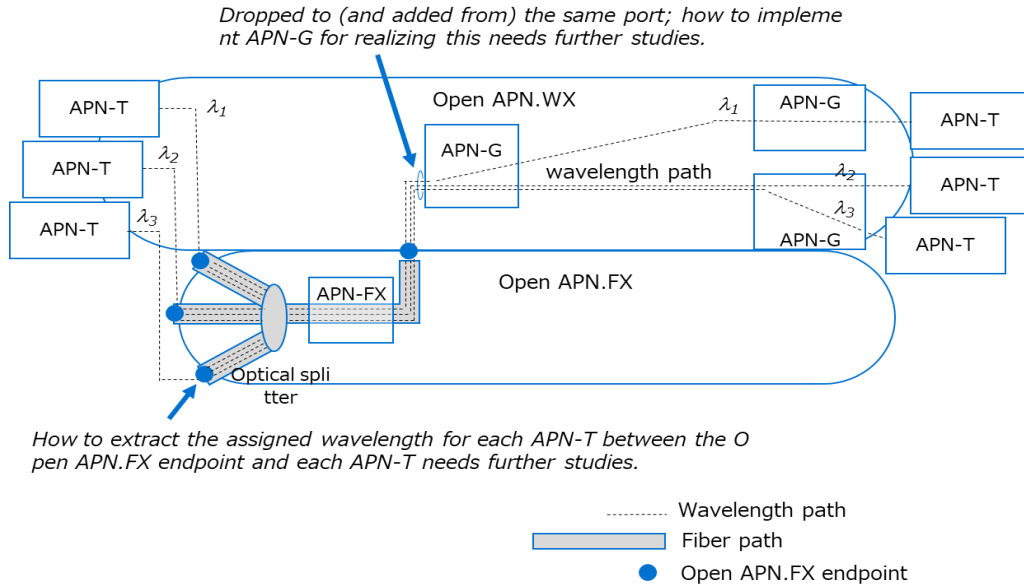 Dropped to (and added from) the same port; how to impleme
nt APN-G for realizing this needs further studies.
APN-T
λ1
Open APN.WX
λ1
APN-G
APN-T
APN-T
λ2
APN-G
wavelength path
λ2
APN-T
APN-T
λ3
λ3
APN-G
APN-T
Open APN.FX
APN-FX
Optical spli
tter
How to extract the assigned wavelength for each APN-T between the O
pen APN.FX endpoint and each APN-T needs further studies.
Wavelength path
Fiber path
Open APN.FX endpoint